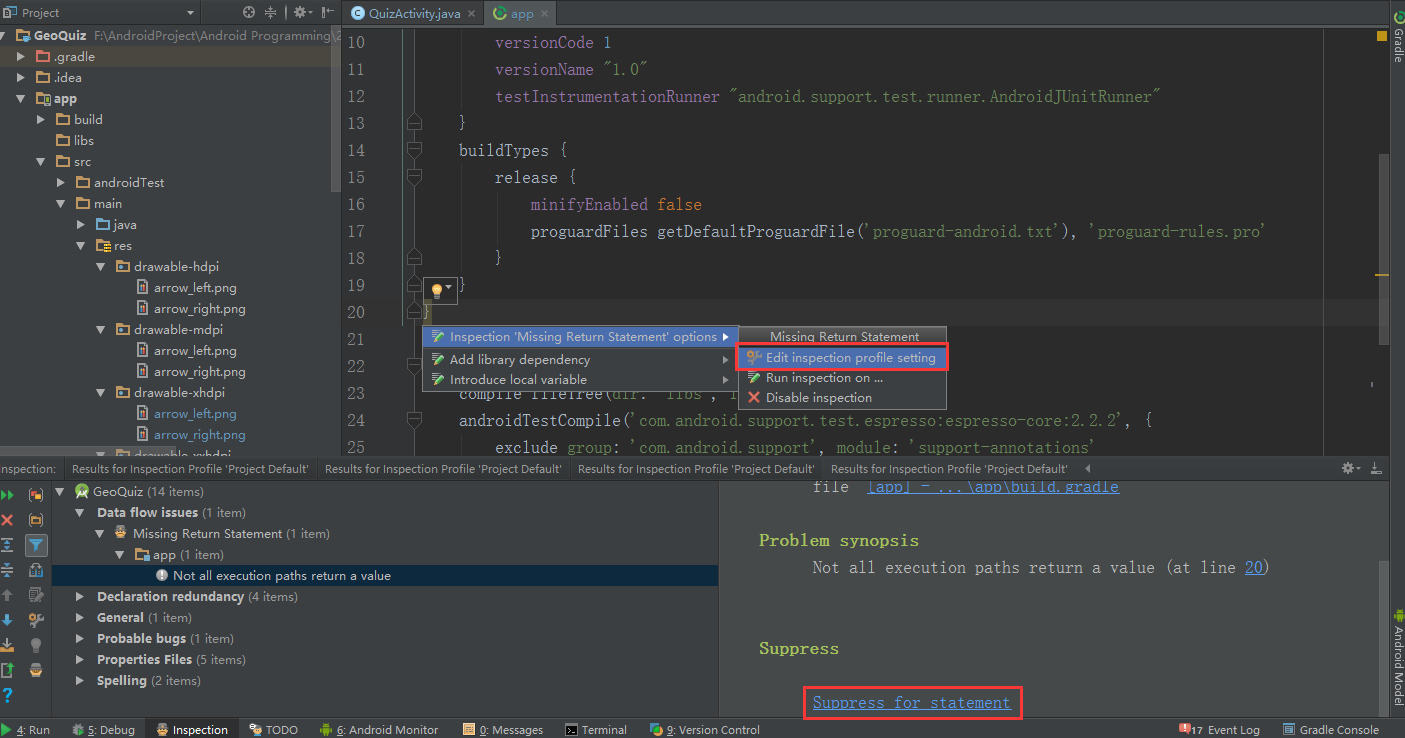 Project
QuizActivity.java
app
GeoQuiz F:\AndroidProject\Android Programming\2
.gradle
.idea
app
build
libs
src
androidTest
main
java
res
drawable-hdpi
arrow_left.png
arrow_right.png
drawable-mdpi
arrow_left.png
arrow_right.png
drawable-xhdpi
arrow_left.png
arrow_right.png
drawable-xxhdpi
10 versionCode 1
11 versionName "1.0"
12 testInstrumentationRunner "android.support.test.runner.AndroidJUnitRunner"
13 }
14 buildTypes {
15 release {
16 minifyEnabled false
17 proguardFiles getDefaultProguardFile('proguard-android.txt'), 'proguard-rules.pro'
18 }
19 }
20 }
21
22
23 compile fileTree(dir: 'libs',
24 androidTestCompile('com.android.support.test.espresso:espresso-core:2.2.2', {
25 exclude group: 'com.android.support', module: 'support-annotations'
Inspection 'Missing Return Statement' options
Add library dependency
Introduce local variable
Missing Return Statement
Edit inspection profile setting
Run inspection on ...
Disable inspection
Gradle
Android Model
nspection:
Results for Inspection Profile 'Project Default'
Results for Inspection Profile 'Project Default'
Results for Inspection Profile 'Project Default'
Results for Inspection Profile 'Project Default'
GeoQuiz (14 items)
Data flow issues (1 item)
Missing Return Statement (1 item)
app (1 item)
Not all execution paths return a value
Declaration redundancy (4 items)
General (1 item)
Probable bugs (1 item)
Properties Files (5 items)
Spelling (2 items)
file [app] - ...\app\build.gradle
Problem synopsis
Not all execution paths return a value (at line 20)
Suppress
Suppress for statement
4: Run
5: Debug
Inspection
TODO
6: Android Monitor
0: Messages
Terminal
9: Version Control
17 Event Log
Gradle Console